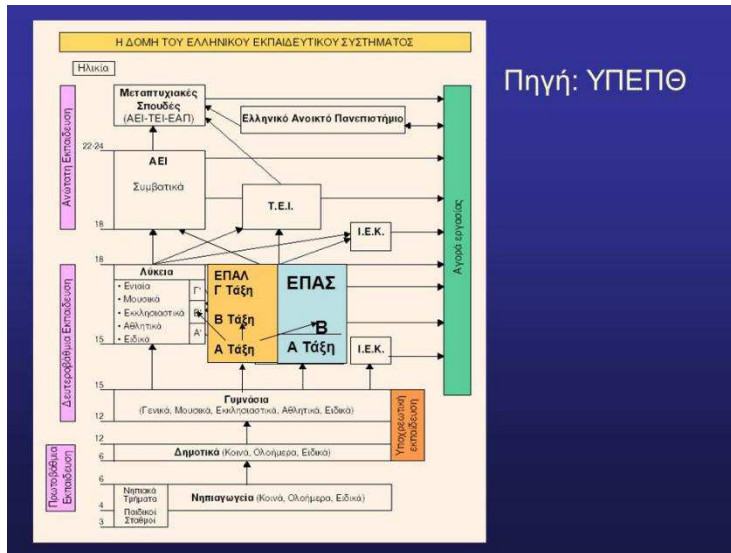 Η ΔΟΜΗ ΤΟΥ ΕΛΛΗΝΙΚΟΥ ΕΚΠΑΙΔΕΥΤΙΚΟΥ ΣΥΣΤΗΜΑΤΟΣ
Πηγή: ΥΠΕΠΘ
Ηλικία
Μεταπτυχιακές
Σπουδές
(ΑΕΙ-ΤΕΙ-ΕΑΠ)
Ελληνικό Ανοικτό Πανεπιστήμιο
Ανώτατη Εκπαίδευση
22-24
ΑΕΙ
Συμβατικά
Τ.Ε.Ι.
18
Ι.Ε.Κ.
Αγορά εργασίας
Δευτεροβάθμια Εκπαίδευση
18
Λύκεια
• Ενιαία
• Μουσικά
• Εκκλησιαστικά
• Αθλητικά
• Ειδικά
Γ'
Β'
Α'
ΕΠΑΛ
Γ Τάξη
Β Τάξη
Α Τάξη
ΕΠΑΣ
Β
Α Τάξη
15
Ι.Ε.Κ.
15
Γυμνάσια
(Γενικά, Μουσικά, Εκκλησιαστικά, Αθλητικά, Ειδικά)
12
Υποχρεωτική
εκπαίδευση
Πρωτοβάθμια
Εκπαίδευση
12
Δημοτικά (Κοινά, Ολοήμερα, Ειδικά)
6
6
Νηπιακά
Τμήματα
Νηπιαγωγεία (Κοινά, Ολοήμερα, Ειδικά)
4
Παιδικοί
Σταθμοί
3